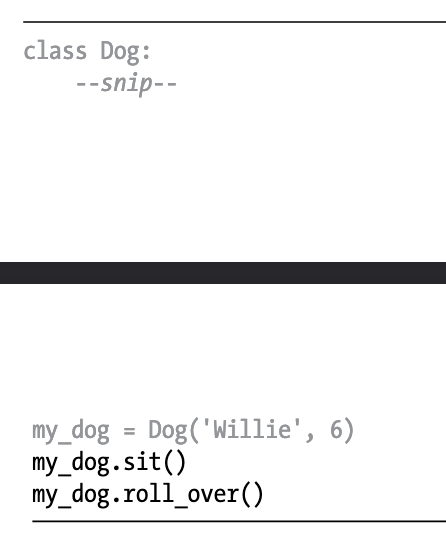 class Dog:
    --snip--
my_dog = Dog('Willie', 6)
my_dog.sit()
my_dog.roll_over()